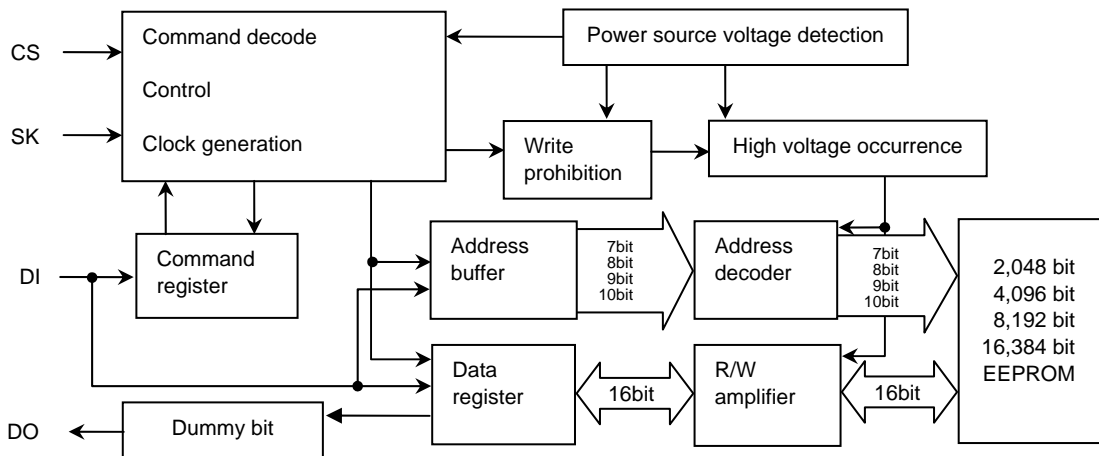 CS
SK
DI
DO
Command decode
Control
Clock generation
Power source voltage detection
Write
prohibition
High voltage occurrence
Command
register
Address
buffer
7bit
8bit
9bit
10bit
Address
decoder
7bit
8bit
9bit
10bit
2,048 bit
4,096 bit
8,192 bit
16,384 bit
EEPROM
Data
register
16bit
R/W
amplifier
16bit
Dummy bit